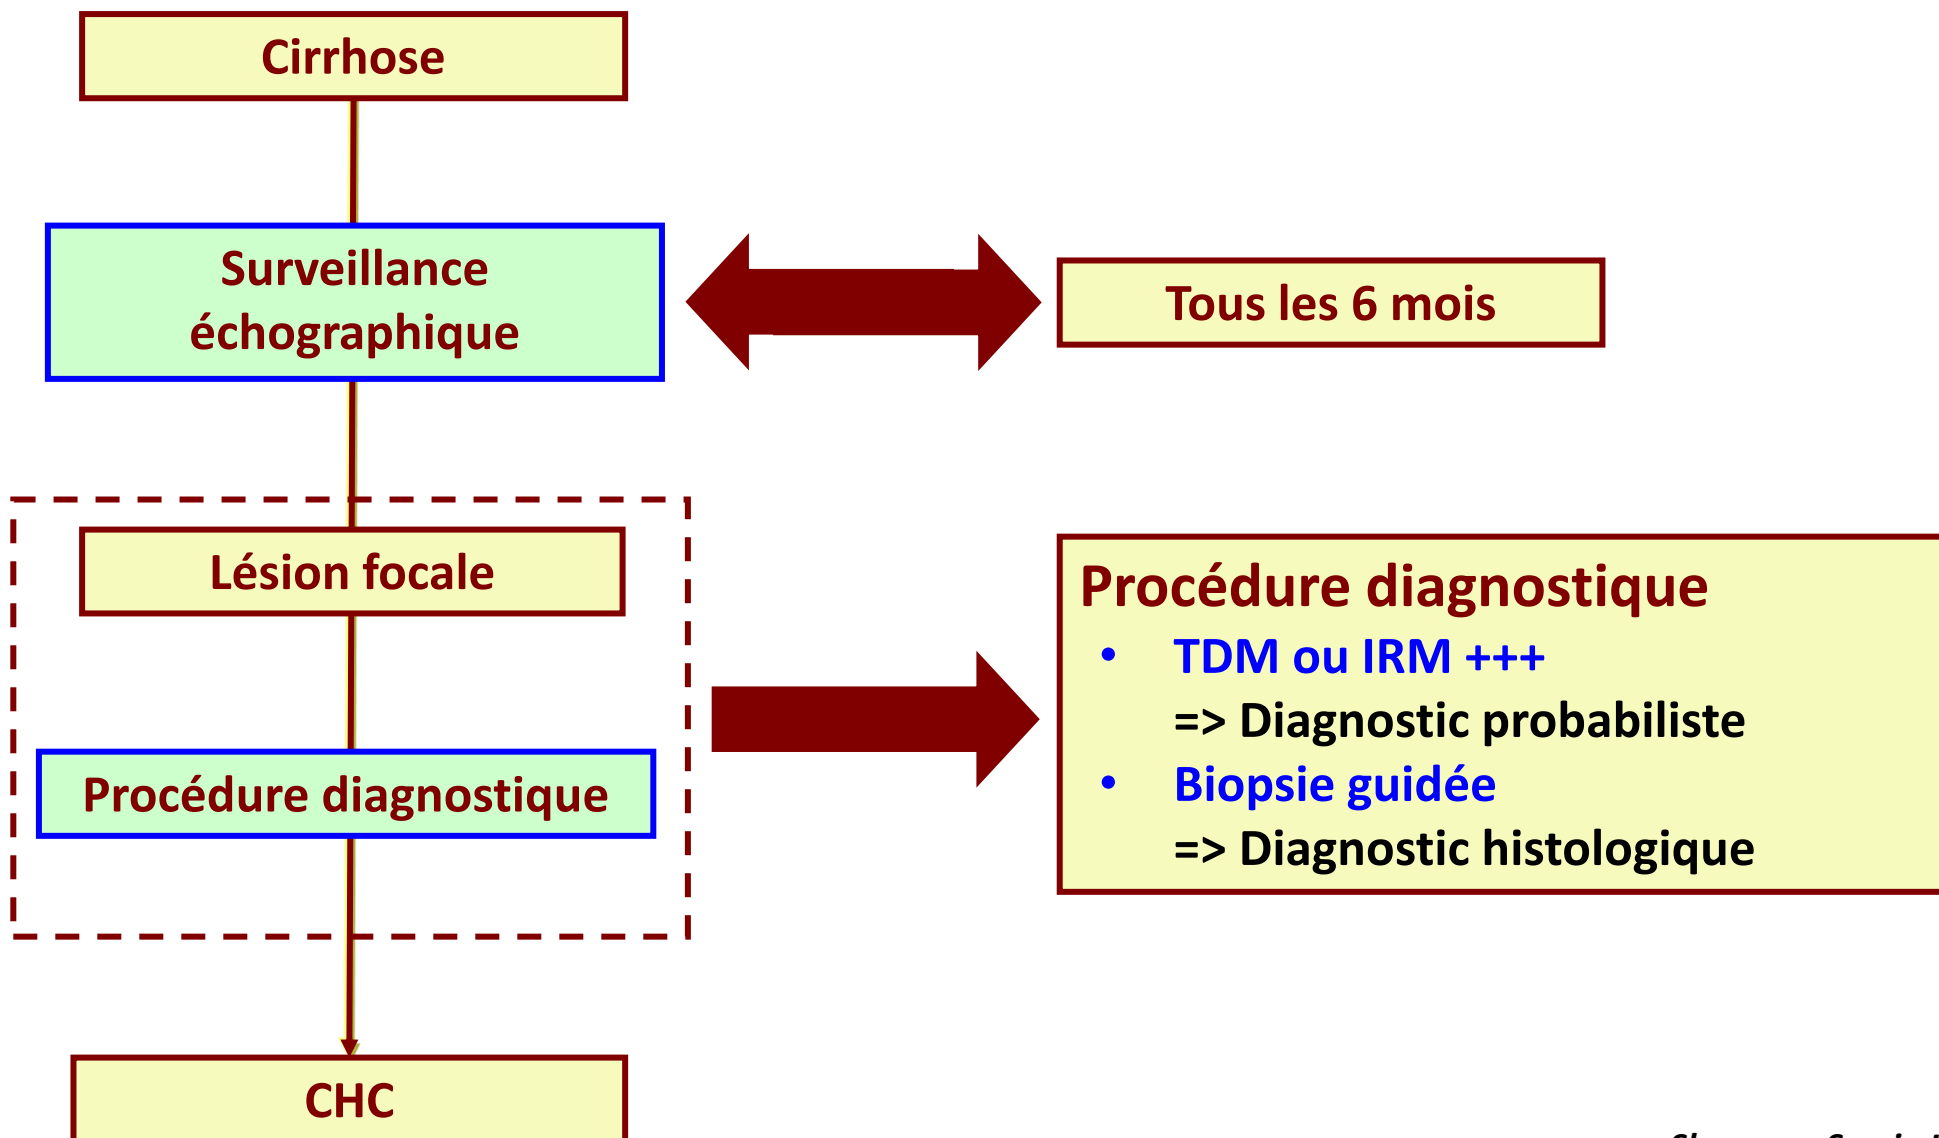 Cirrhose
Surveillance
échographique
Tous les 6 mois
Lésion focale
Procédure diagnostique
Procédure diagnostique
• TDM ou IRM +++
=> Diagnostic probabiliste
• Biopsie guidée
=> Diagnostic histologique
CHC